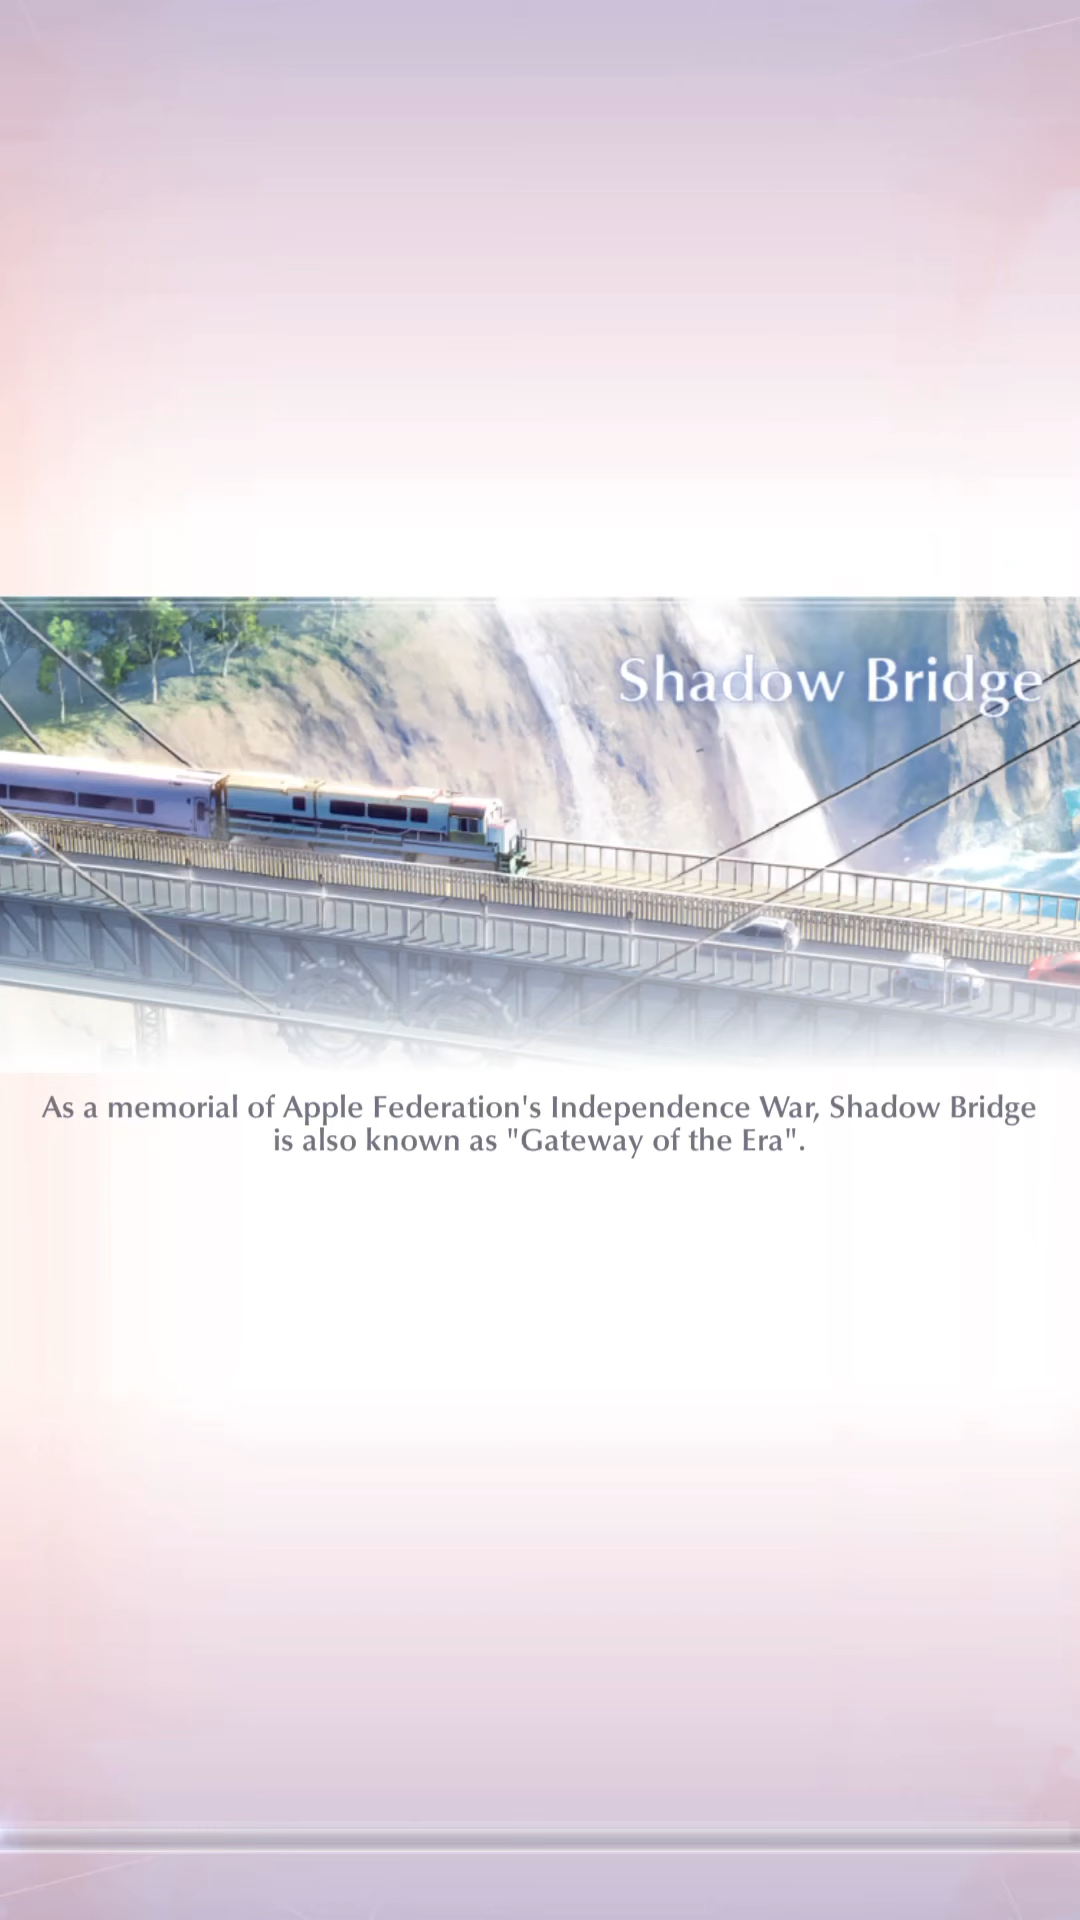 Shadow Bridge
As a memorial of Apple Federation's Independence War, Shadow Bridge
is also known as "Gateway of the Era".